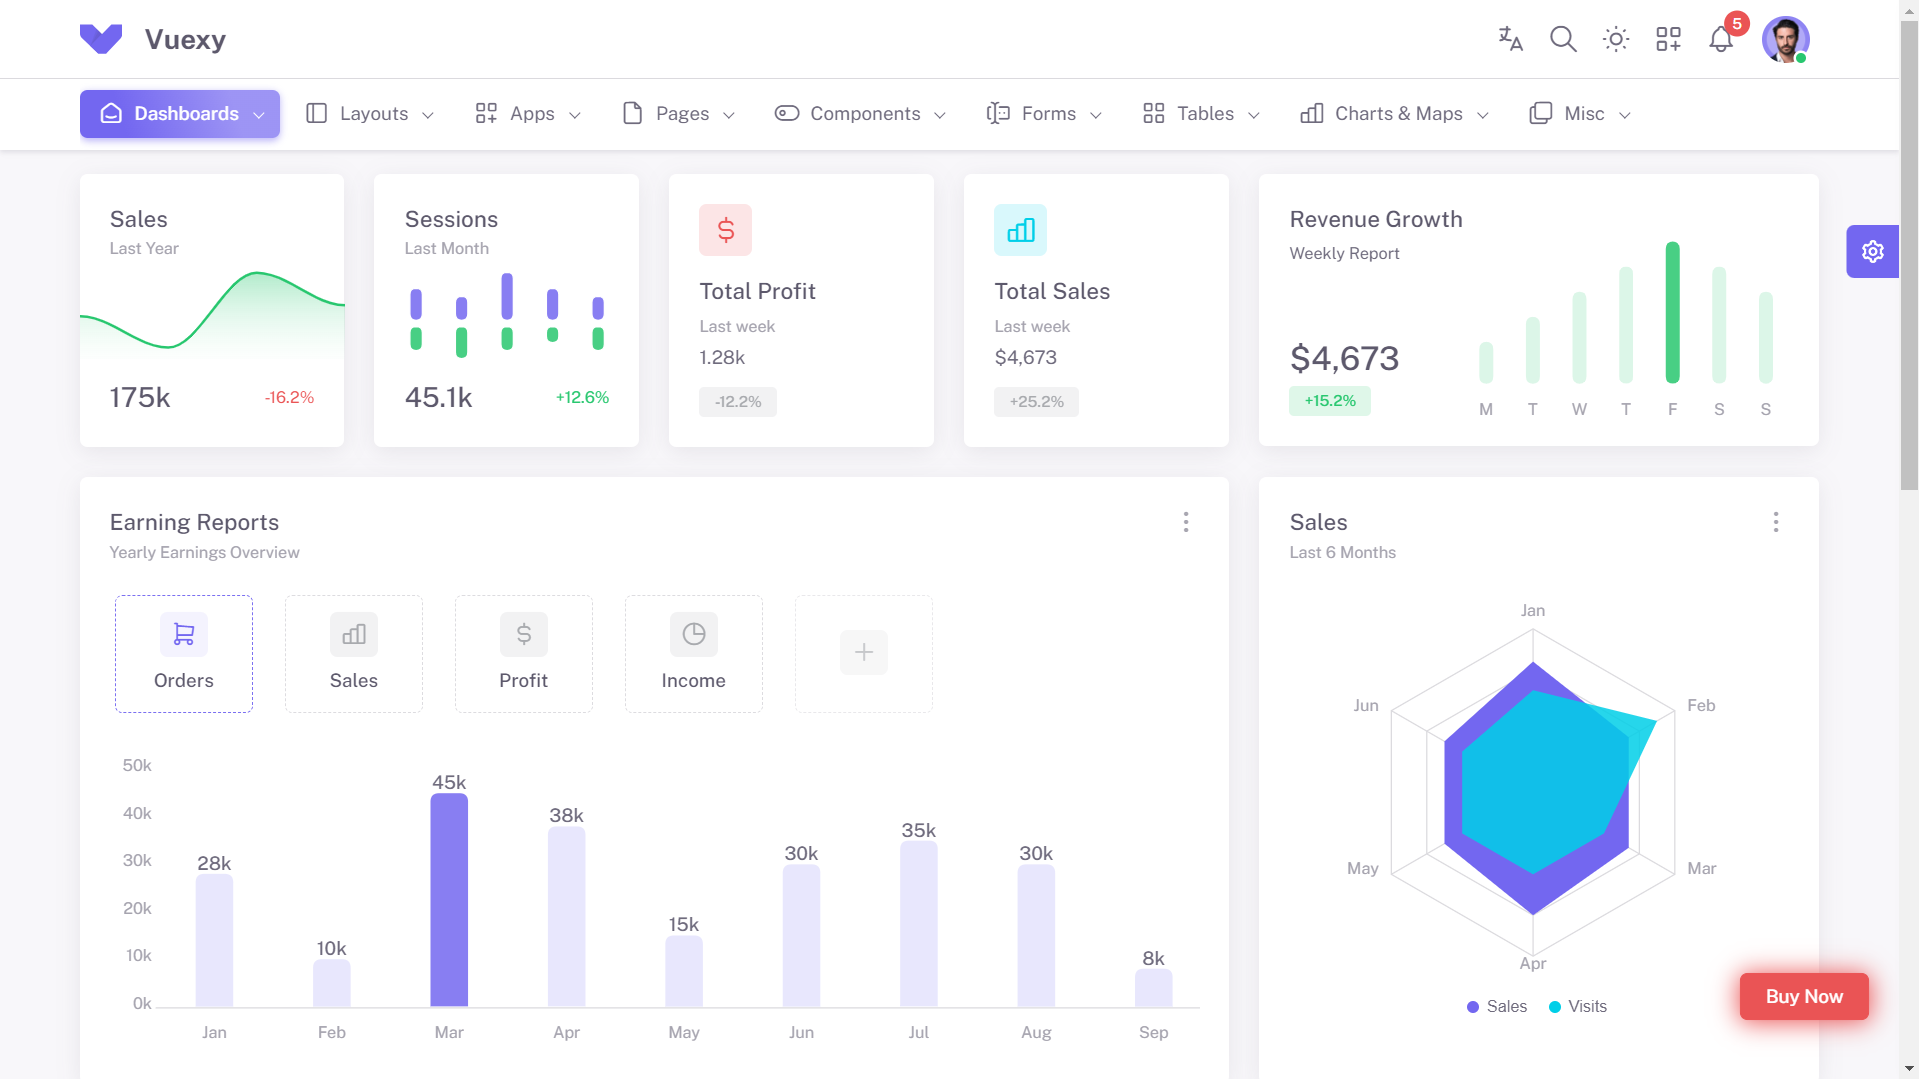 Vuexy
5
Dashboards
Layouts
Apps
Pages
Components
Forms
Tables
Charts & Maps
Misc
Sales
Last Year
175k
-16.2%
Sessions
Last Month
45.1k
+12.6%
Total Profit
Last week
1.28k
-12.2%
Total Sales
Last week
$4,673
+25.2%
Revenue Growth
Weekly Report
$4,673
+15.2%
M T W T F S S
Earning Reports
Yearly Earnings Overview
Orders
Sales
Profit
Income
50k
40k
30k
20k
10k
0k
28k
10k
45k
38k
15k
30k
35k
30k
8k
Jan Feb Mar Apr May Jun Jul Aug Sep
Sales
Last 6 Months
Jan
Feb
Mar
Apr
May
Jun
Sales Visits
Buy Now